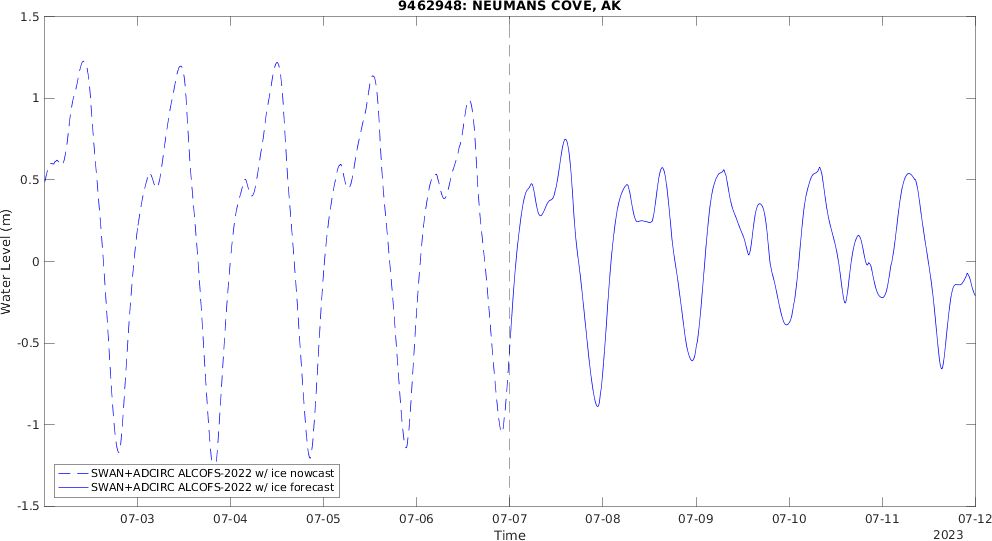 9462948: NEUMANS COVE, AK
1.5
1
0.5
0
-0.5
-1
-1.5
Water Level (m)
SWAN+ADCIRC ALCOFS-2022 w/ ice nowcast
SWAN+ADCIRC ALCOFS-2022 w/ ice forecast
07-03 07-04 07-05 07-06 07-07 07-08 07-09 07-10 07-11 07-12
Time
2023